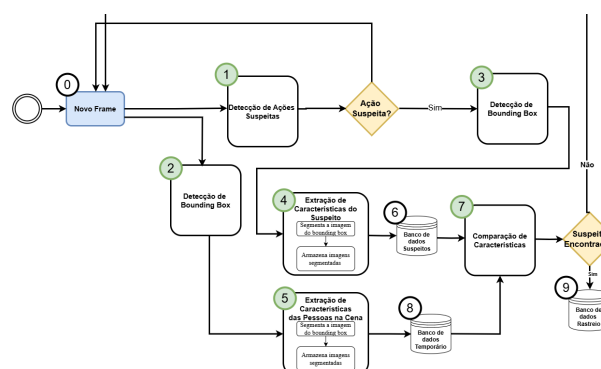 0
Novo Frame
1
Detecção de Ações
Suspeitas
Ação
Suspeita?
Sim
3
Detecção de
Bounding Box
2
Detecção de
Bounding Box
4
Extração de
Características do
Suspeito
Segmenta a imagem
do bounding box
Armazena imagens
segmentadas
6
Banco de
dados
Suspeitos
7
Comparação de
Características
Não
Sim
9
Banco de
dados
Rastreio
5
Extração de
Características
das Pessoas na Cena
Segmenta a imagem
do bounding box
Armazena imagens
segmentadas
8
Banco de
dados
Temporário